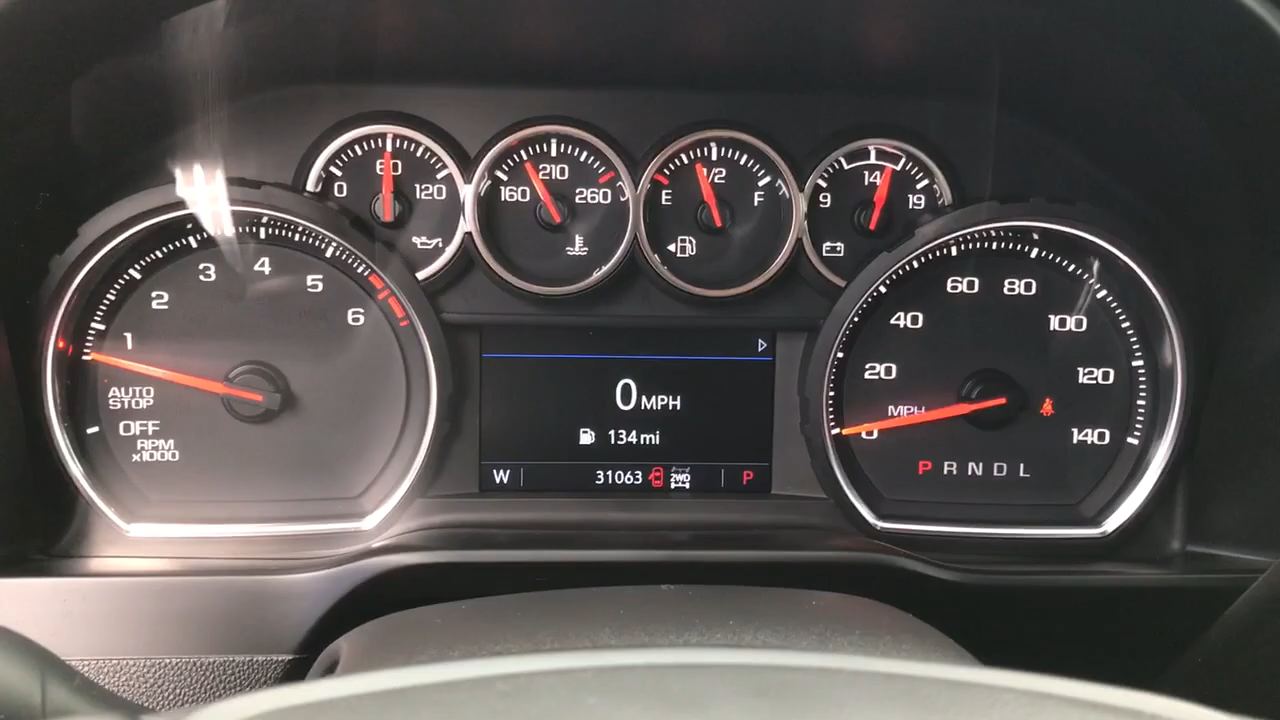 0 60 120
160 210 260
E 1/2 F
9 14 19
1 2 3 4 5 6
AUTO
STOP
OFF
RPM
x1000
0 MPH
134 mi
W 31063 2WD P
0 20 40 60 80 100 120 140
MPH
P R N D L